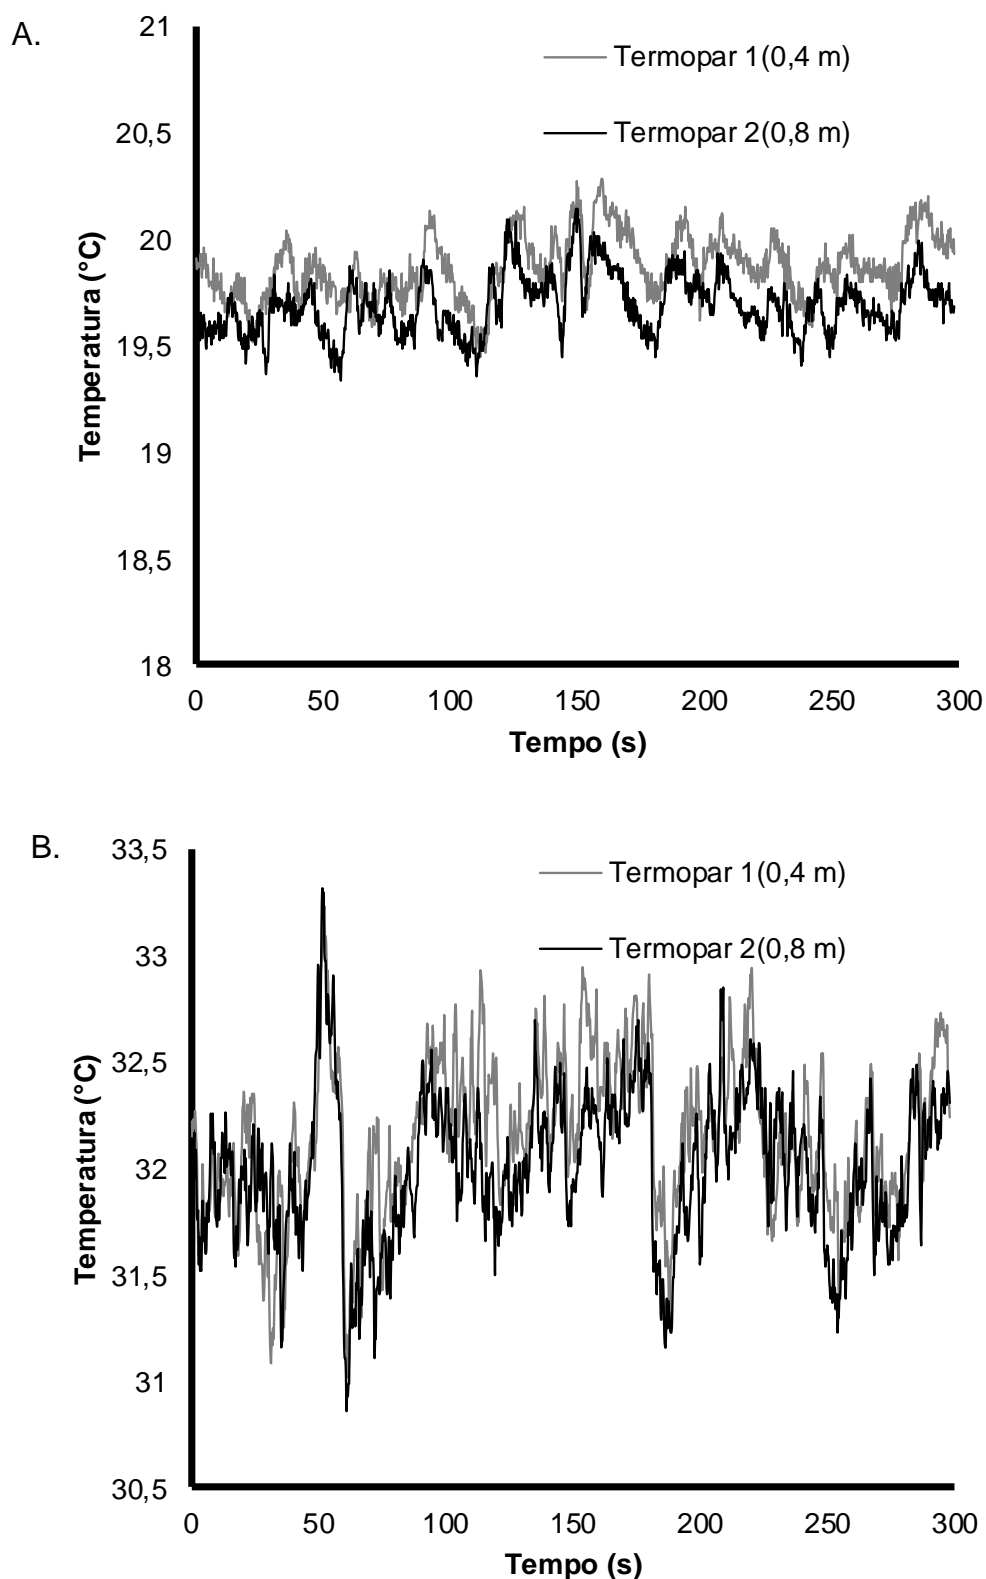 A.
21
20,5
20
19,5
19
18,5
18
Temperatura (°C)
Termopar 1(0,4 m)
Termopar 2(0,8 m)
0 50 100 150 200 250 300
Tempo (s)
B.
33,5
33
32,5
32
31,5
31
30,5
Temperatura (°C)
Termopar 1(0,4 m)
Termopar 2(0,8 m)
0 50 100 150 200 250 300
Tempo (s)